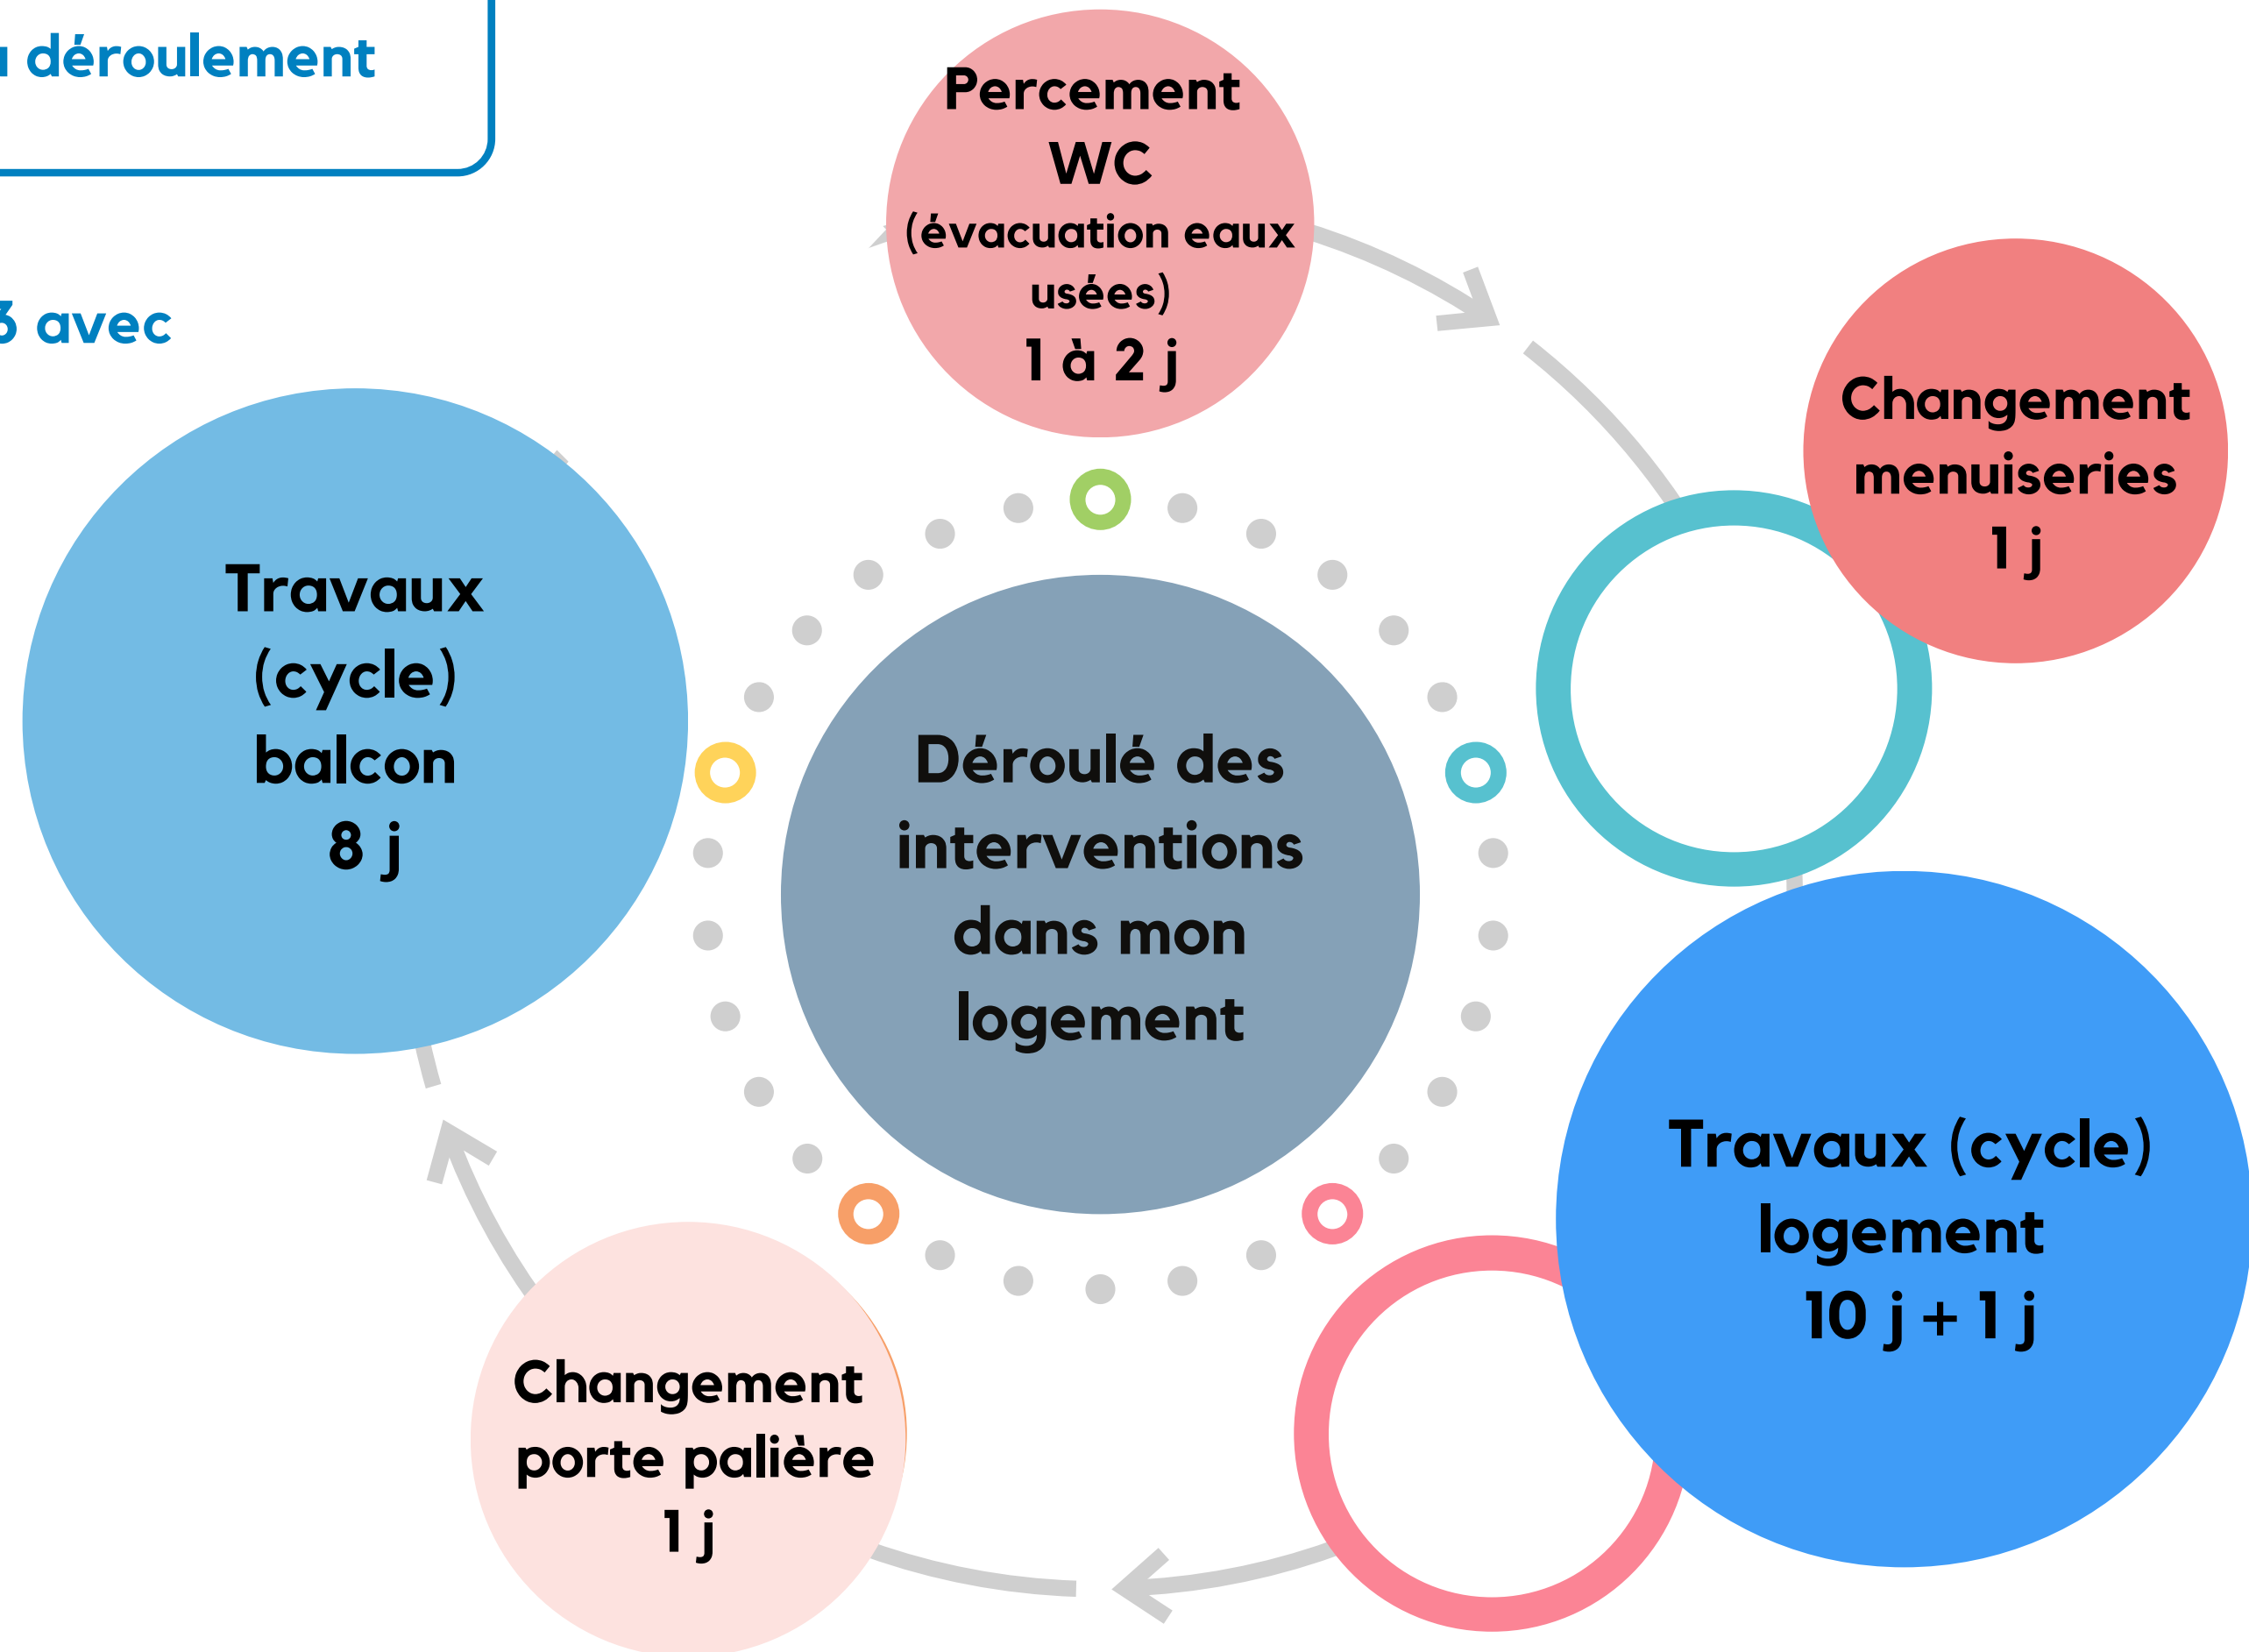 déroulement
avec
Percement
WC
(évacuation eaux
usées)
1 à 2 j
Changement
menuiseries
1 j
Travaux (cycle)
logement
10 j + 1 j
Changement
porte palière
1 j
Travaux
(cycle)
balcon
8 j
Déroulé des
interventions
dans mon
logement